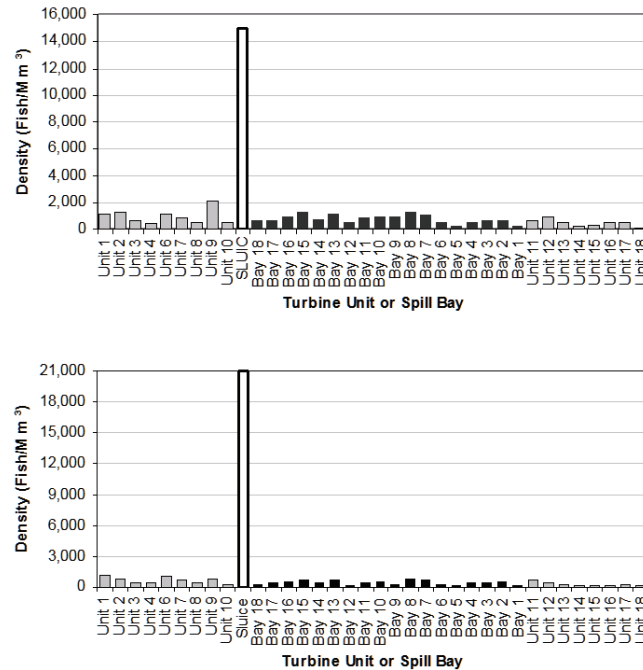 16,000
14,000
12,000
10,000
8,000
6,000
4,000
2,000
0
Density (Fish/M m ³)
Unit 1
Unit 2
Unit 3
Unit 4
Unit 6
Unit 7
Unit 8
Unit 9
Unit 10
SLUIC
Bay 18
Bay 17
Bay 16
Bay 15
Bay 14
Bay 13
Bay 12
Bay 11
Bay 10
Bay 9
Bay 8
Bay 7
Bay 6
Bay 5
Bay 4
Bay 3
Bay 2
Bay 1
Unit 11
Unit 12
Unit 13
Unit 14
Unit 15
Unit 16
Unit 17
Unit 18
Turbine Unit or Spill Bay
21,000
18,000
15,000
12,000
9,000
6,000
3,000
0
Density (Fish/M m ³)
Unit 1
Unit 2
Unit 3
Unit 4
Unit 6
Unit 7
Unit 8
Unit 9
Unit 10
Sluice
Bay 18
Bay 17
Bay 16
Bay 15
Bay 14
Bay 13
Bay 12
Bay 11
Bay 10
Bay 9
Bay 8
Bay 7
Bay 6
Bay 5
Bay 4
Bay 3
Bay 2
Bay 1
Unit 11
Unit 12
Unit 13
Unit 14
Unit 15
Unit 16
Unit 17
Unit 18
Turbine Unit or Spill Bay